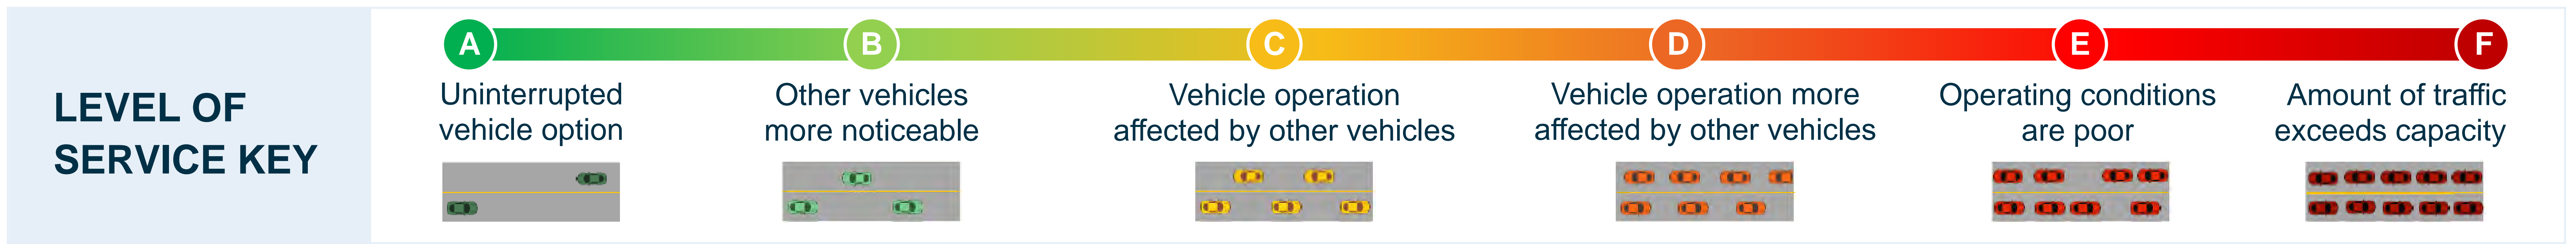 LEVEL OF
SERVICE KEY
A
Uninterrupted
vehicle option
B
Other vehicles
more noticeable
C
Vehicle operation
affected by other vehicles
D
Vehicle operation more
affected by other vehicles
E
Operating conditions
are poor
F
Amount of traffic
exceeds capacity